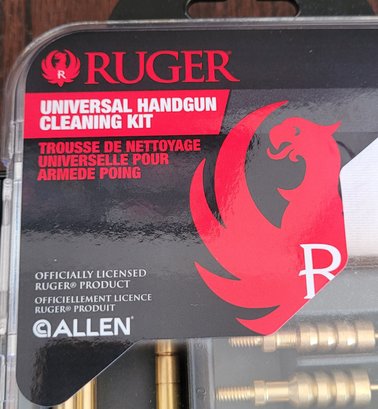 RUGER®
UNIVERSAL HANDGUN
CLEANING KIT
TROUSSE DE NETTOYAGE
UNIVERSELLE POUR
ARMEDE POING
R
OFFICIALLY LICENSED
RUGER® PRODUCT
OFFICIELLEMENT LICENCE
RUGER® PRODUIT
ALLEN®